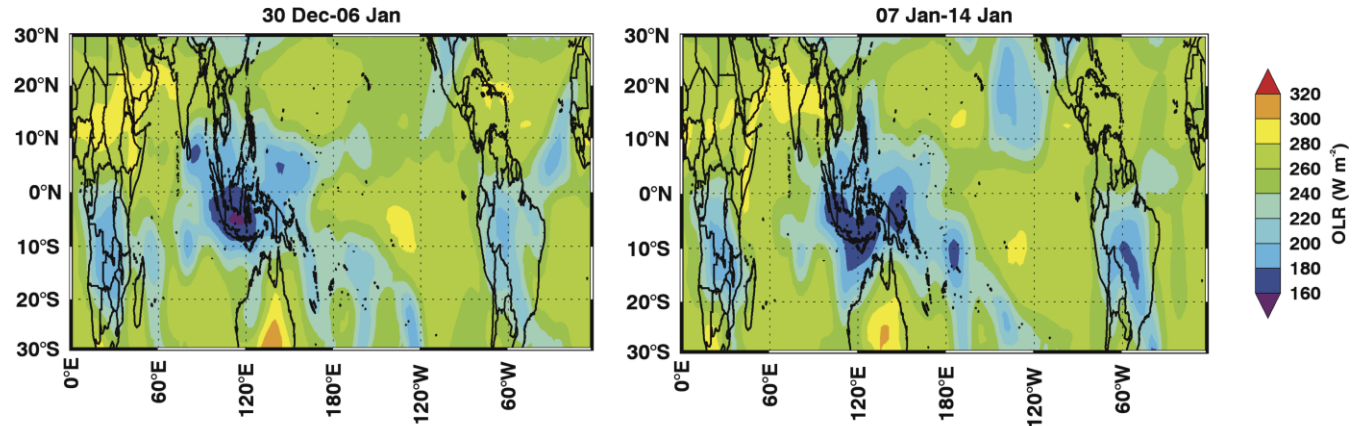 30 Dec-06 Jan
30°N
20°N
10°N
0°N
10°S
20°S
30°S
0°E
60°E
120°E
180°E
120°W
60°W
07 Jan-14 Jan
30°N
20°N
10°N
0°N
10°S
20°S
30°S
0°E
60°E
120°E
180°E
120°W
60°W
320
300
280
260
240
220
200
180
160
OLR (W m⁻²)